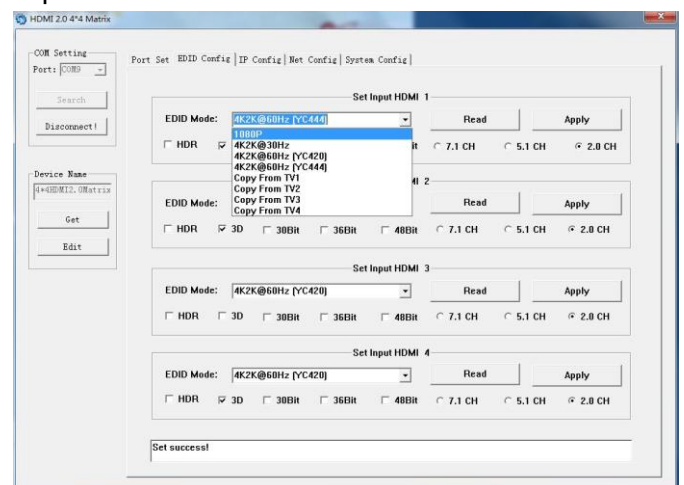 HDMI 2.0 4*4 Matrix
COM Setting
Port: COM9
Search
Disconnect!
Device Name
4*4HDMI2.0Matrix
Get
Edit
Port Set EDID Config IP Config Net Config System Config
Set Input HDMI 1
EDID Mode: 4K2K@60Hz (YC444) Read Apply
1080P
4K2K@30Hz
4K2K@60Hz (YC420)
4K2K@60Hz (YC444)
Copy From TV1
Copy From TV2
Copy From TV3
Copy From TV4
HDR 7.1 CH 5.1 CH 2.0 CH
2
EDID Mode: Read Apply
HDR 3D 30Bit 36Bit 48Bit 7.1 CH 5.1 CH 2.0 CH
Set Input HDMI 3
EDID Mode: 4K2K@60Hz (YC420) Read Apply
HDR 3D 30Bit 36Bit 48Bit 7.1 CH 5.1 CH 2.0 CH
Set Input HDMI 4
EDID Mode: 4K2K@60Hz (YC420) Read Apply
HDR 3D 30Bit 36Bit 48Bit 7.1 CH 5.1 CH 2.0 CH
Set success!